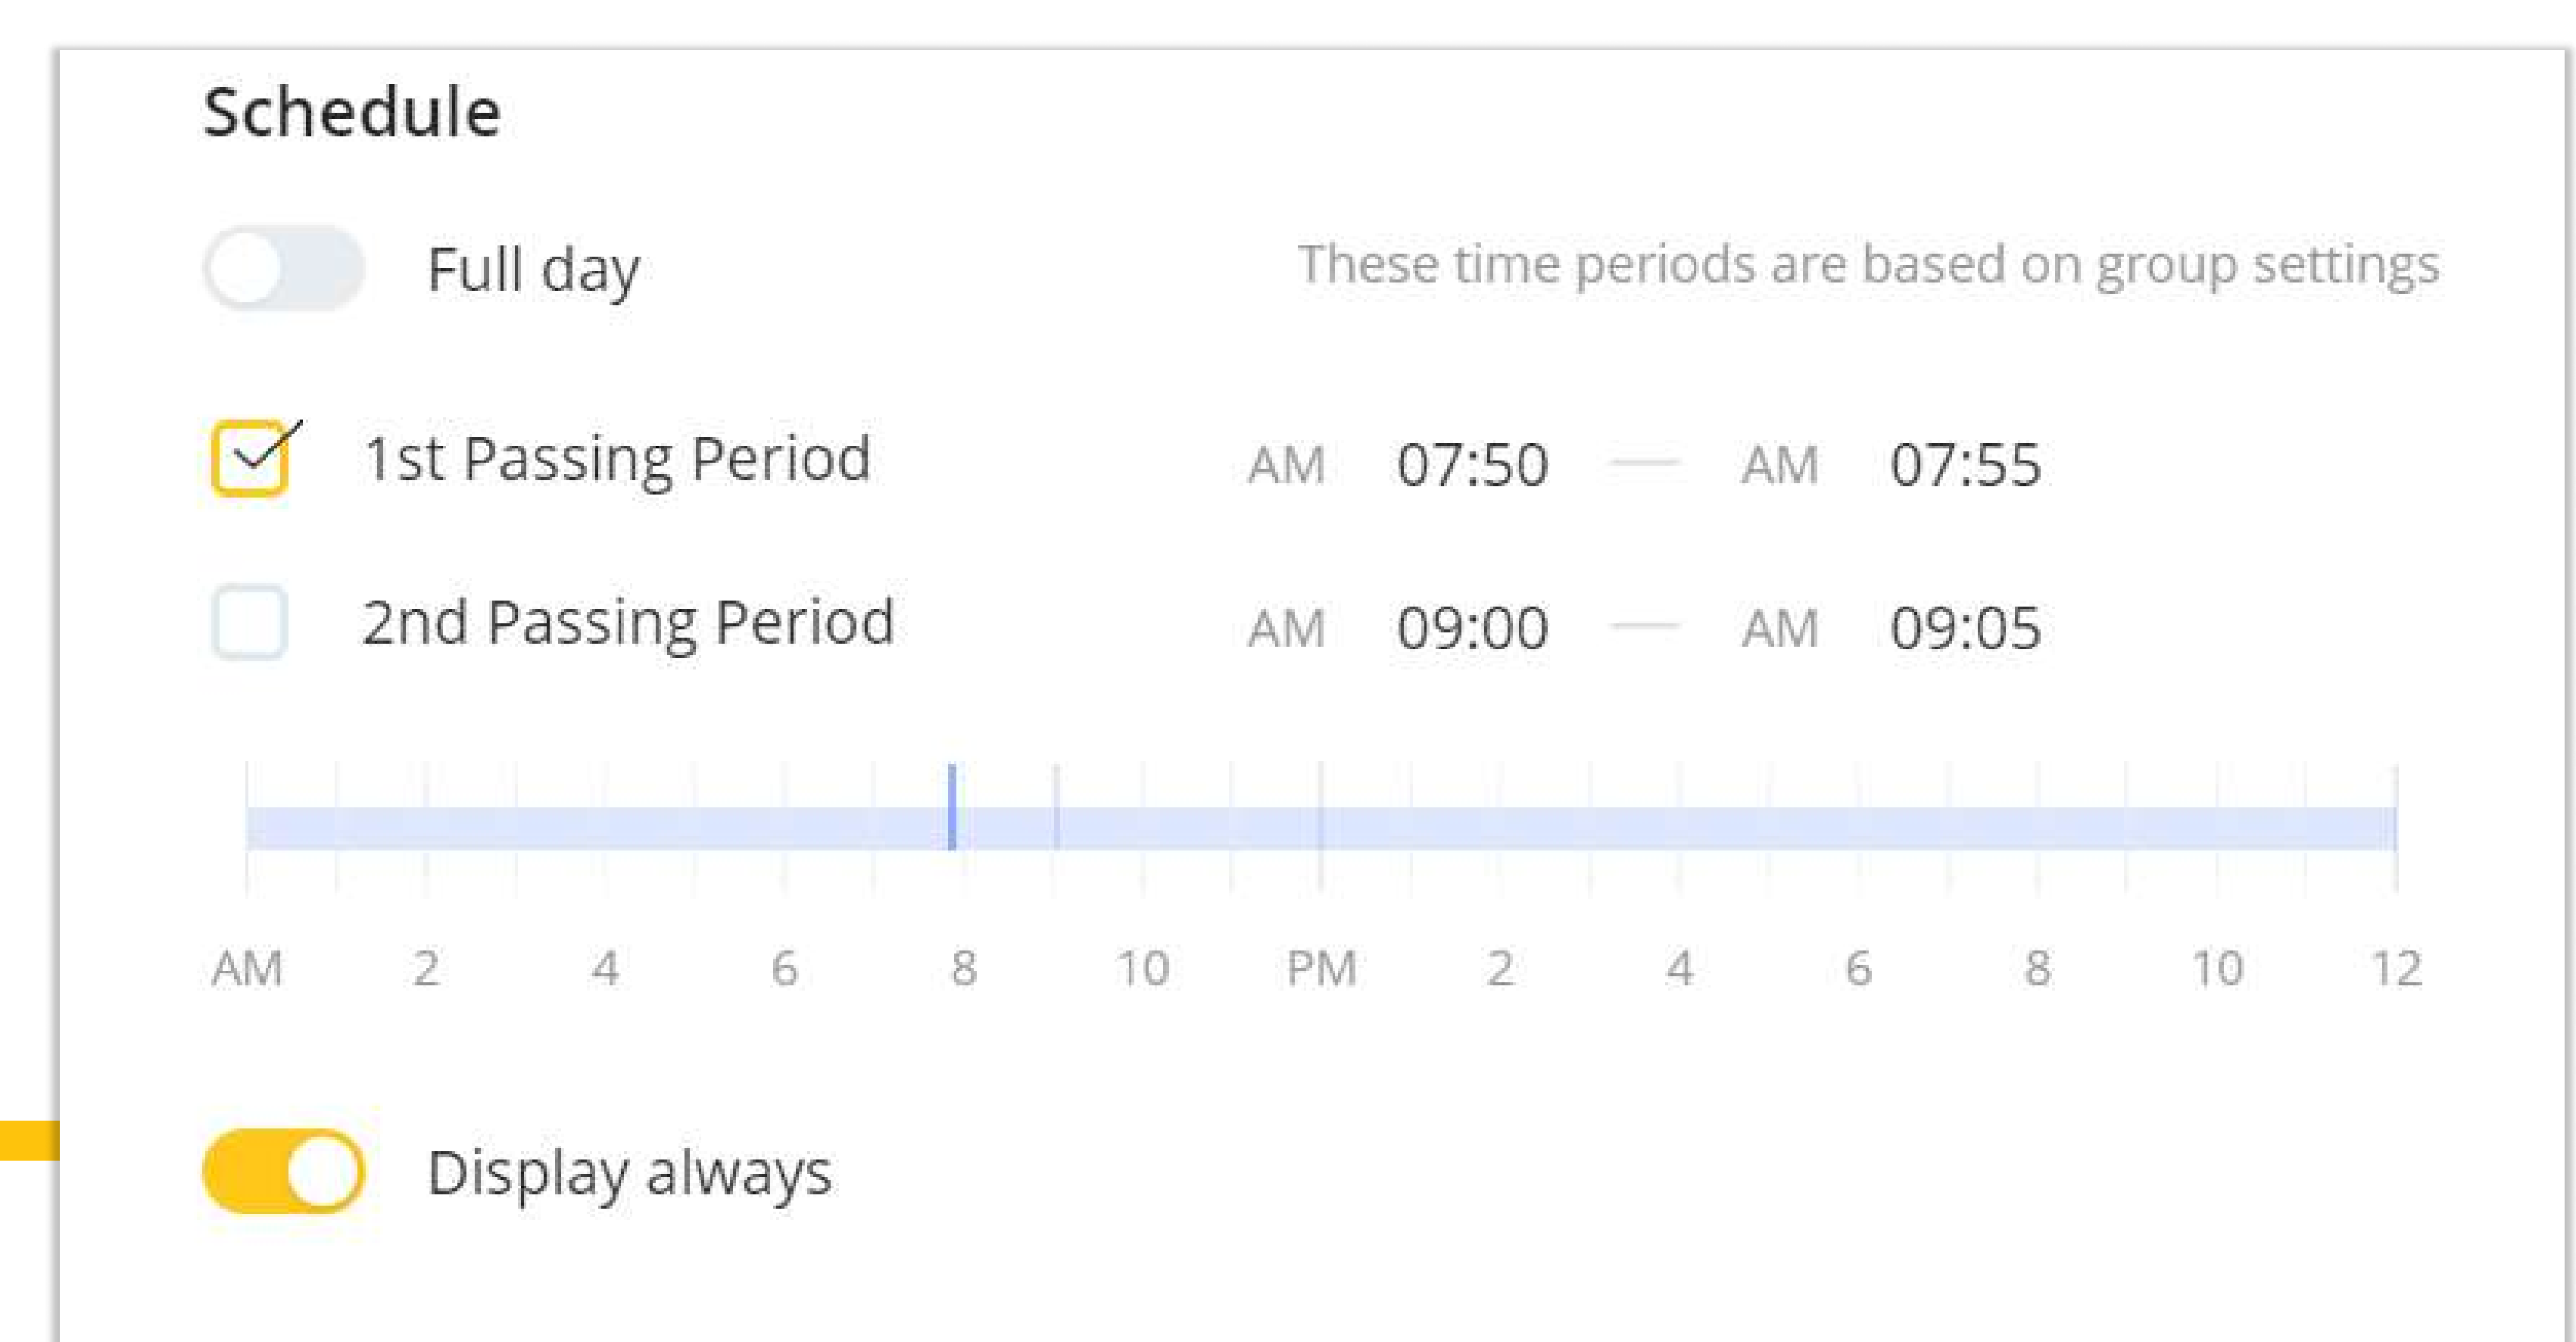 Schedule
Full day These time periods are based on group settings
1st Passing Period AM 07:50 — AM 07:55
2nd Passing Period AM 09:00 — AM 09:05
AM 2 4 6 8 10 PM 2 4 6 8 10 12
Display always